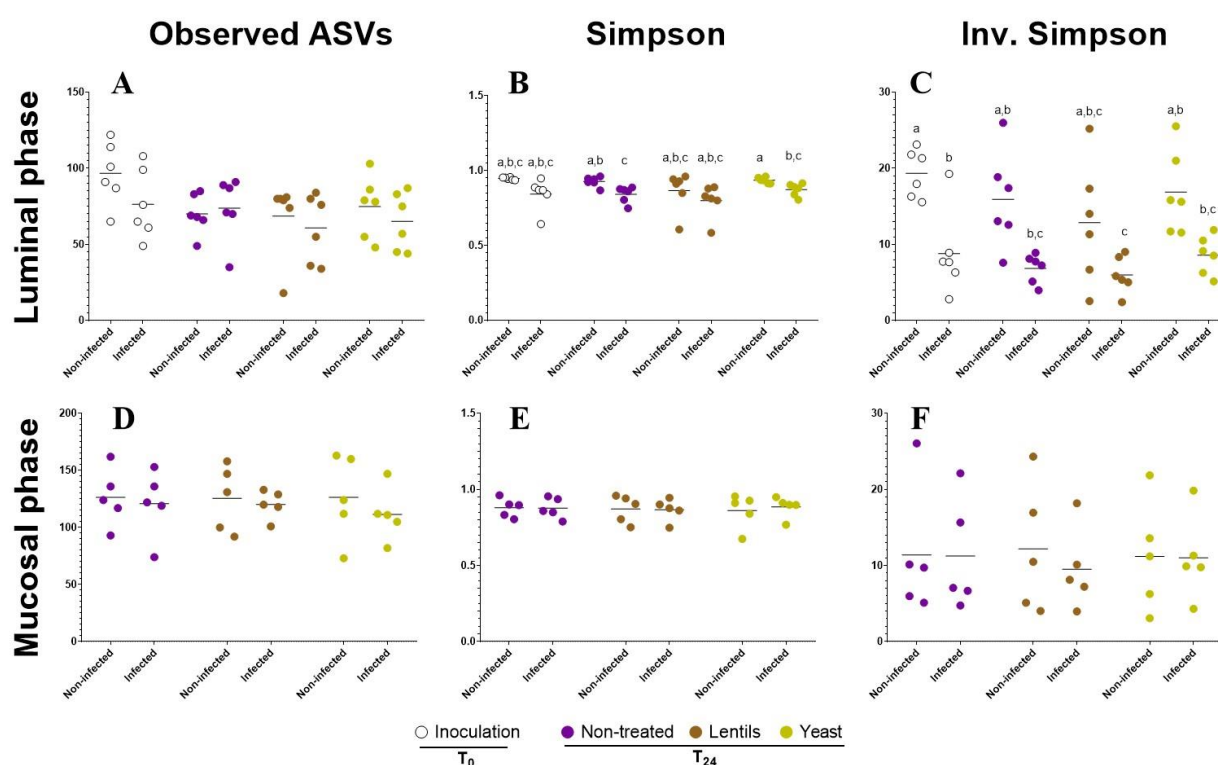 Observed ASVs Simpson Inv. Simpson
Luminal phase
A
150
100
50
0
Non-infected Infected Non-infected Infected Non-infected Infected Non-infected Infected
B
1.5
1.0
0.5
0.0
a,b,c a,b,c a,b c a,b,c a,b,c a b,c
Non-infected Infected Non-infected Infected Non-infected Infected Non-infected Infected
C
30
20
10
0
a b a,b b,c a,b,c c a,b b,c
Non-infected Infected Non-infected Infected Non-infected Infected Non-infected Infected
Mucosal phase
D
200
150
100
50
0
Non-infected Infected Non-infected Infected Non-infected Infected
E
1.5
1.0
0.5
0.0
Non-infected Infected Non-infected Infected Non-infected Infected
F
30
20
10
0
Non-infected Infected Non-infected Infected Non-infected Infected
Inoculation Non-treated Lentils Yeast
T0 T24